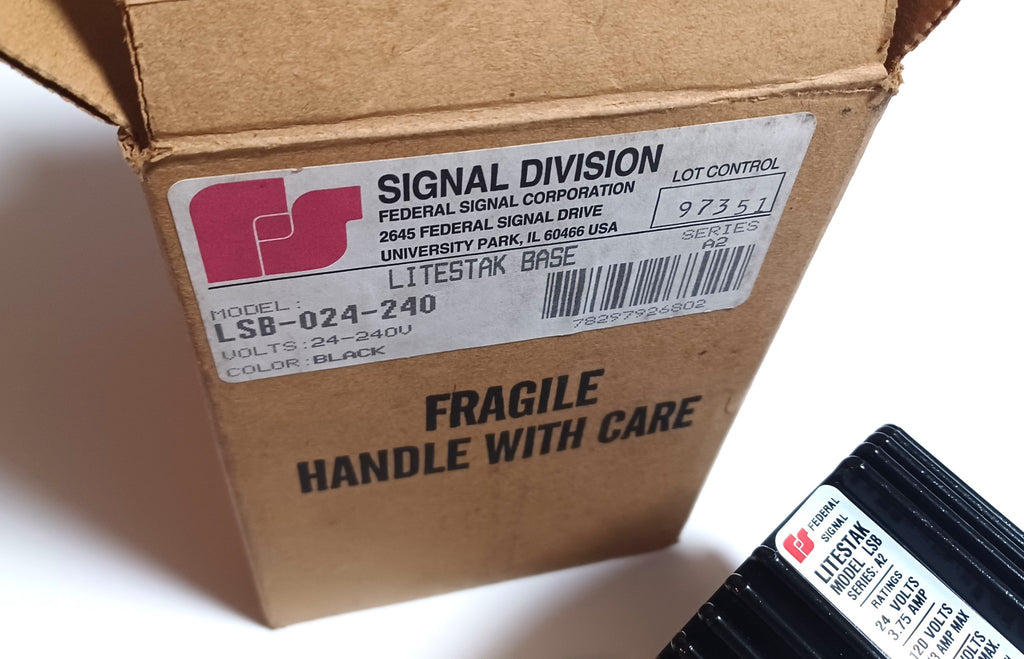 SIGNAL DIVISION
FEDERAL SIGNAL CORPORATION
2645 FEDERAL SIGNAL DRIVE
UNIVERSITY PARK, IL 60466 USA
LOT CONTROL
97351
SERIES
A2
LITESTAK BASE
MODEL:
LSB-024-240
VOLTS:24-240V
COLOR:BLACK
78297926802
FRAGILE
HANDLE WITH CARE
FEDERAL
SIGNAL
LITESTAK
MODEL LSB
SERIES: A2
RATINGS
24 VOLTS
3.75 AMP
120 VOLTS
AMP MAX
MAX.